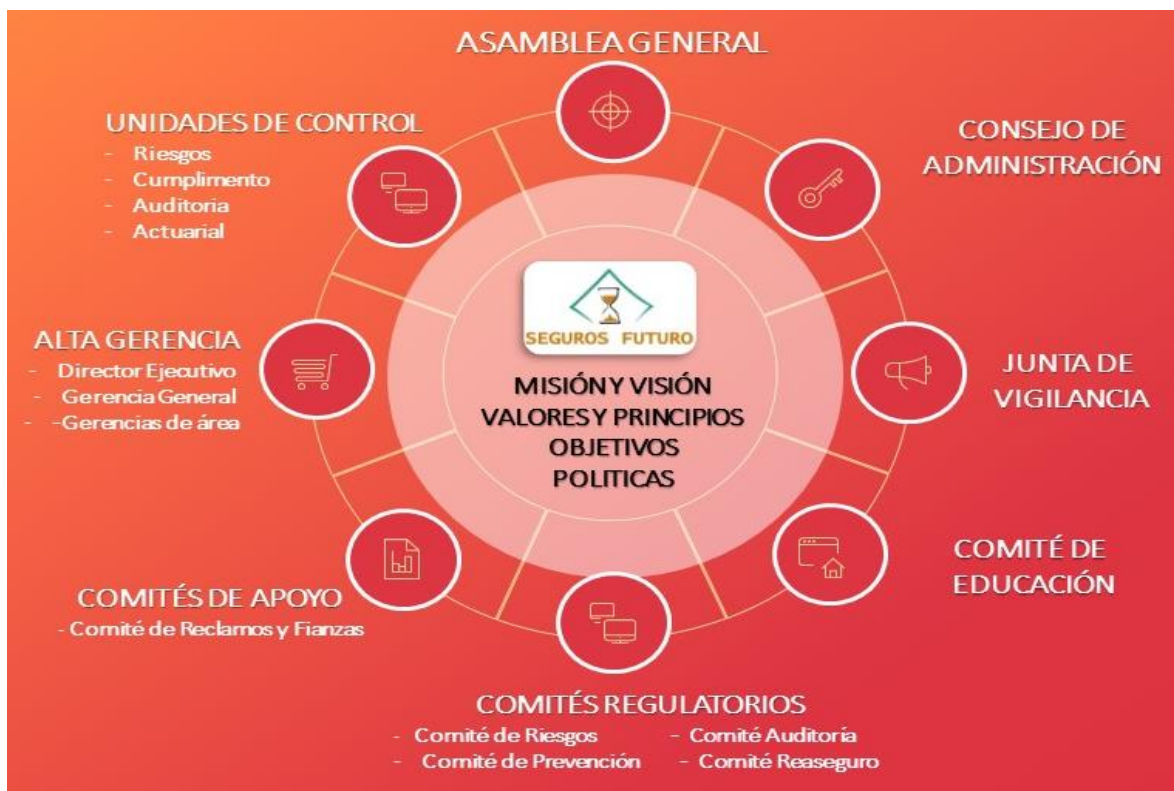 ASAMBLEA GENERAL
CONSEJO DE
ADMINISTRACIÓN
JUNTA DE
VIGILANCIA
COMITÉ DE
EDUCACIÓN
COMITÉS REGULATORIOS
- Comité de Riesgos - Comité Auditoría
- Comité de Prevención - Comité Reaseguro
COMITÉS DE APOYO
- Comité de Reclamos y Fianzas
ALTA GERENCIA
- Director Ejecutivo
- Gerencia General
- -Gerencias de área
UNIDADES DE CONTROL
- Riesgos
- Cumplimento
- Auditoria
- Actuarial
SEGUROS FUTURO
MISIÓN Y VISIÓN
VALORES Y PRINCIPIOS
OBJETIVOS
POLITICAS